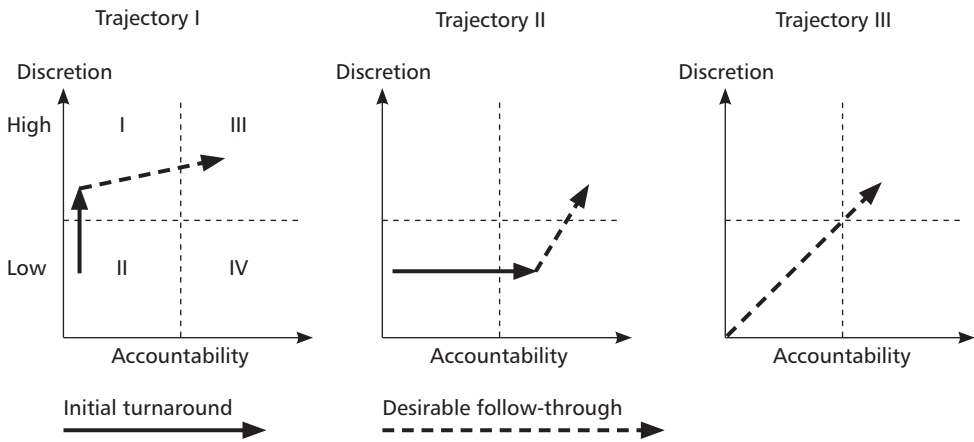 Trajectory I
Trajectory II
Trajectory III
Discretion
Discretion
Discretion
High
I
III
Low
II
IV
Accountability
Accountability
Accountability
Initial turnaround
Desirable follow-through